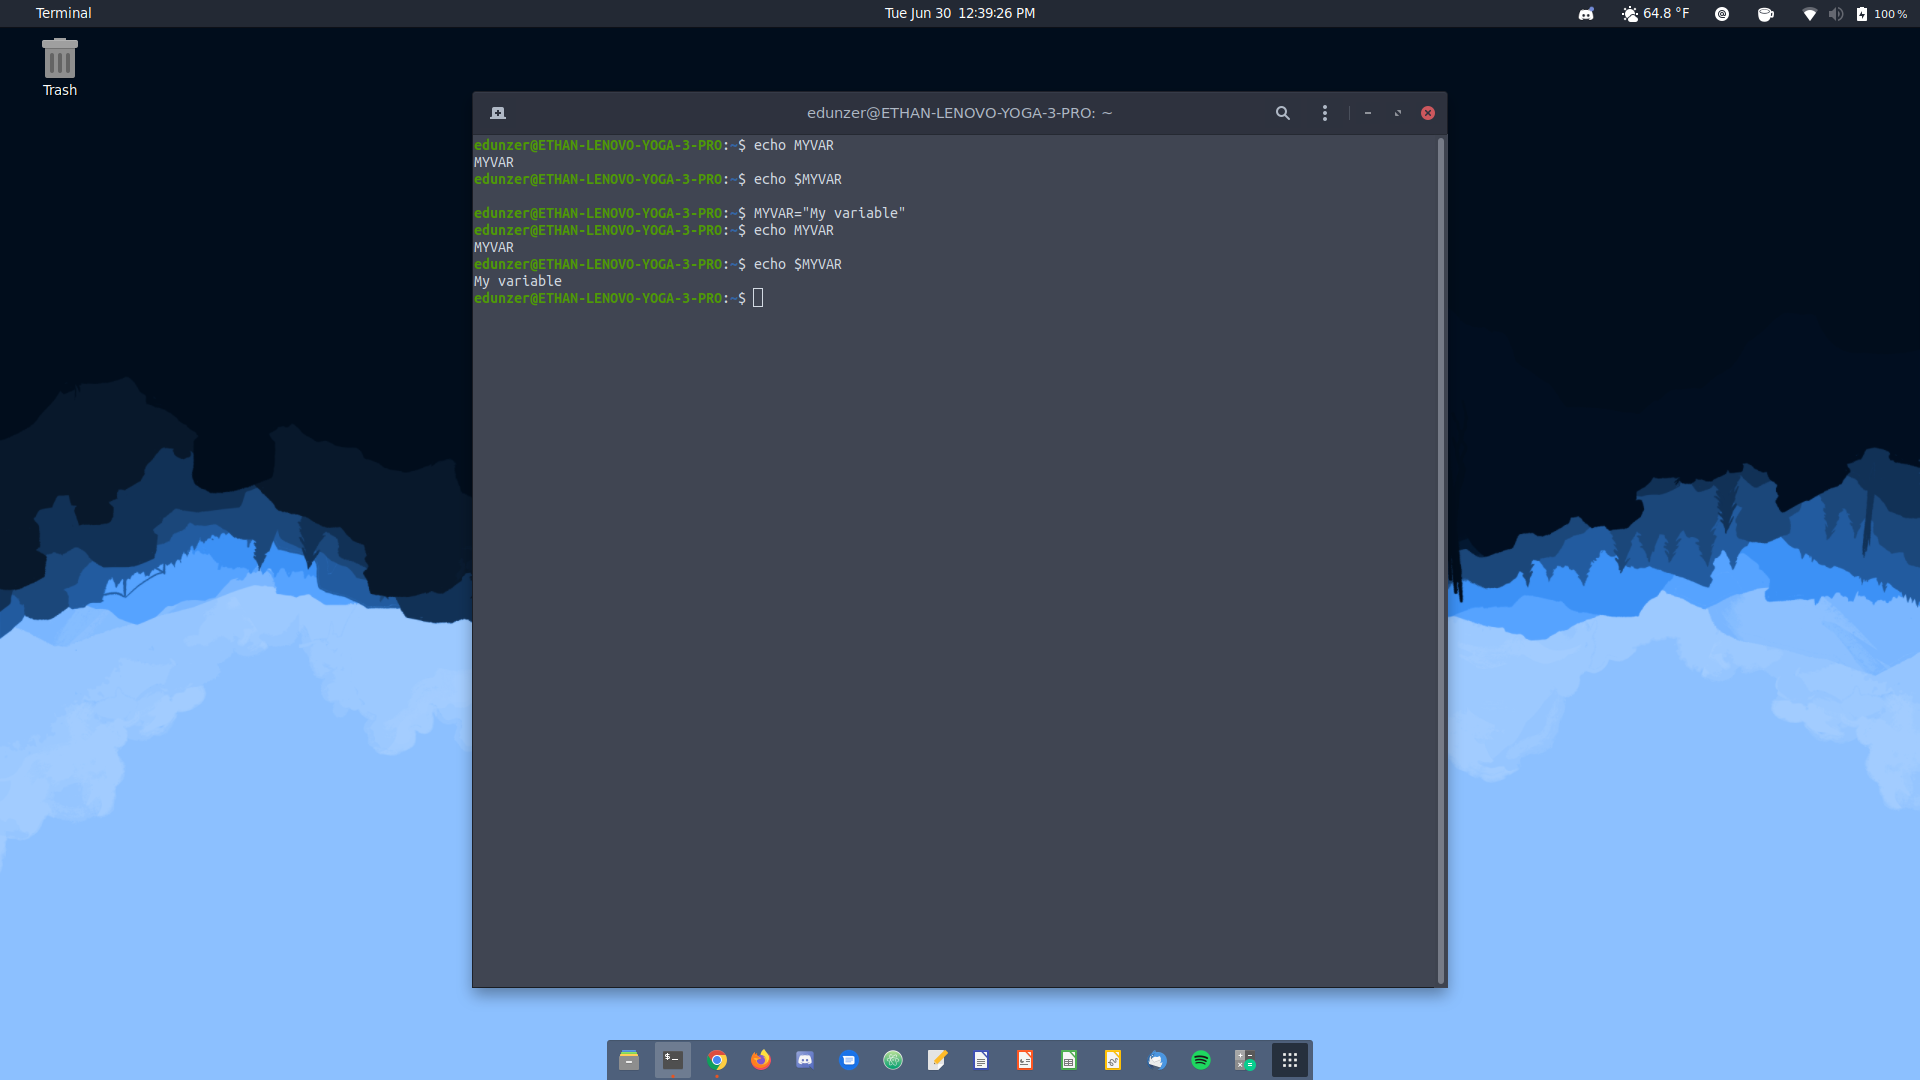 Terminal
Tue Jun 30 12:39:26 PM
64.8 °F
100 %
Trash
edunzer@ETHAN-LENOVO-YOGA-3-PRO: ~
edunzer@ETHAN-LENOVO-YOGA-3-PRO:~$ echo MYVAR
MYVAR
edunzer@ETHAN-LENOVO-YOGA-3-PRO:~$ echo $MYVAR
edunzer@ETHAN-LENOVO-YOGA-3-PRO:~$ MYVAR="My variable"
edunzer@ETHAN-LENOVO-YOGA-3-PRO:~$ echo MYVAR
MYVAR
edunzer@ETHAN-LENOVO-YOGA-3-PRO:~$ echo $MYVAR
My variable
edunzer@ETHAN-LENOVO-YOGA-3-PRO:~$